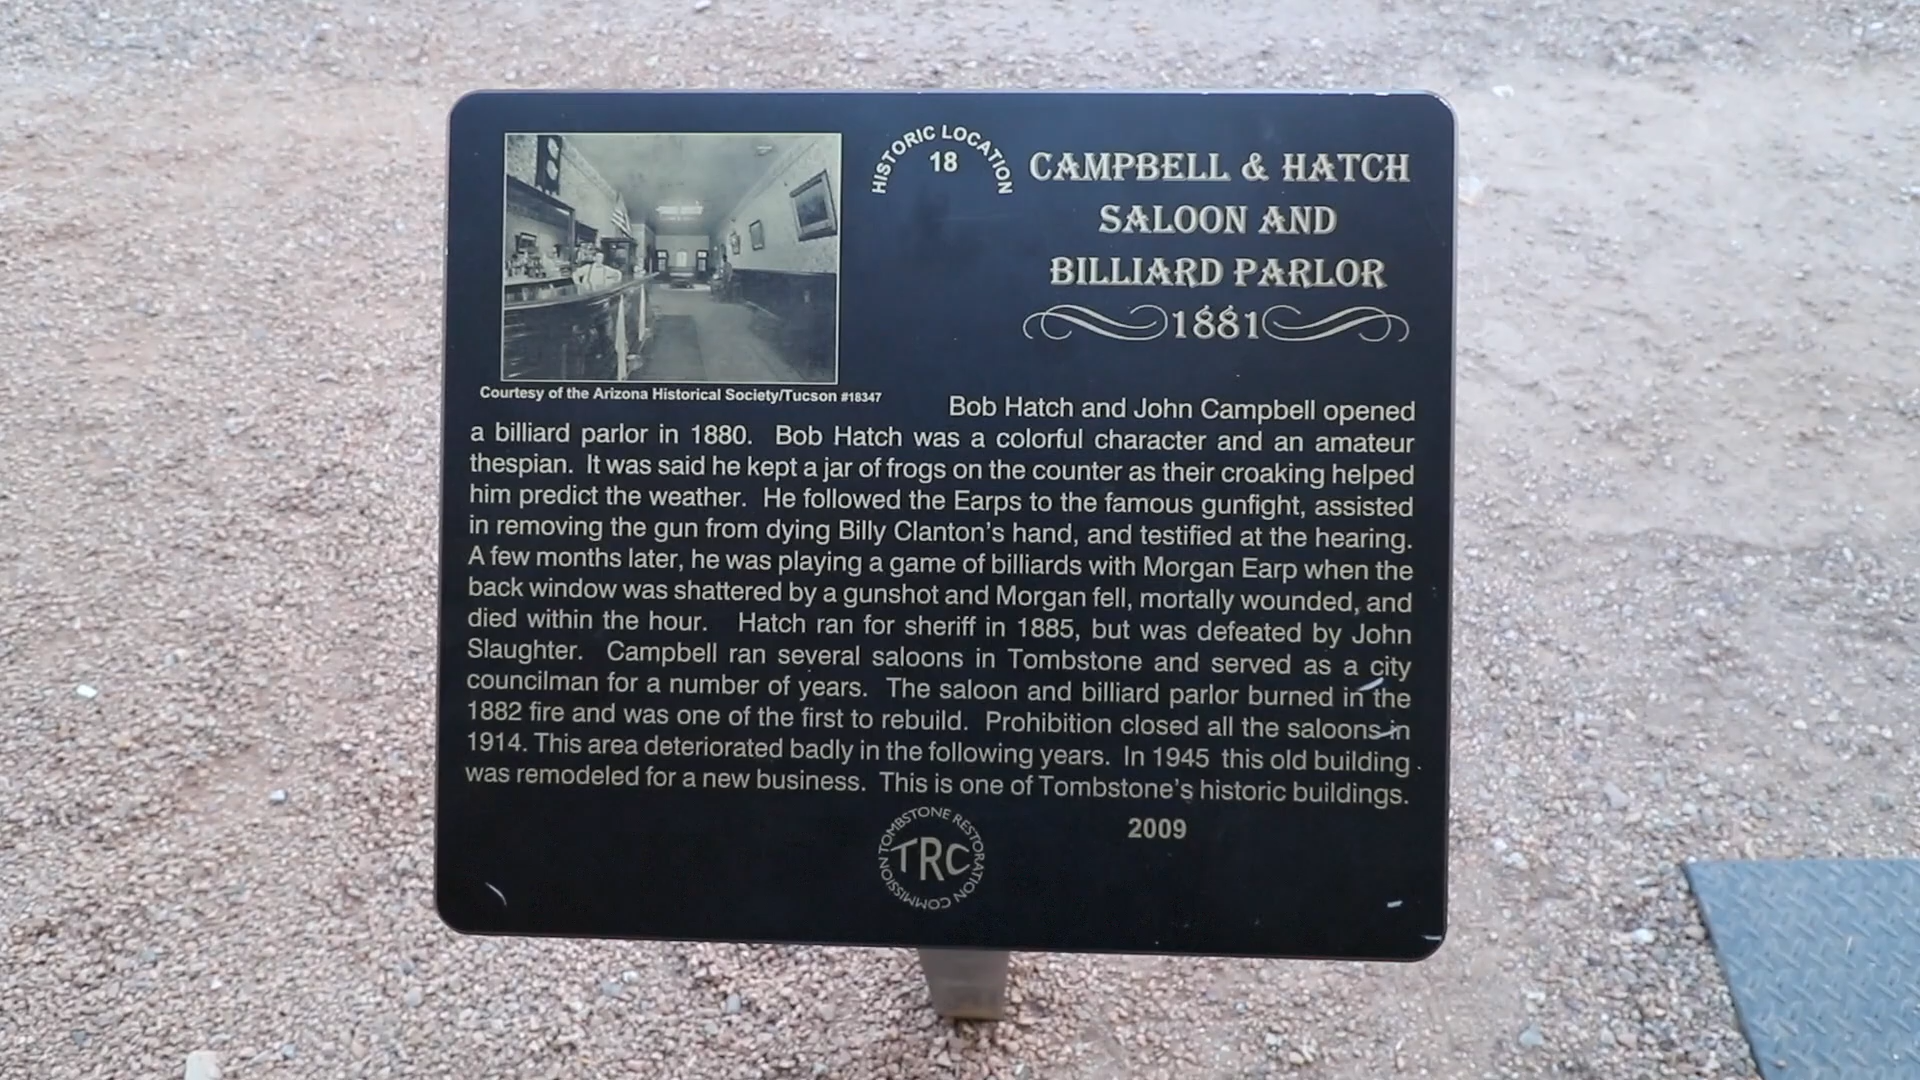 HISTORIC LOCATION
18
CAMPBELL & HATCH
SALOON AND
BILLIARD PARLOR
1881
Courtesy of the Arizona Historical Society/Tucson #18347
Bob Hatch and John Campbell opened
a billiard parlor in 1880. Bob Hatch was a colorful character and an amateur
thespian. It was said he kept a jar of frogs on the counter as their croaking helped
him predict the weather. He followed the Earps to the famous gunfight, assisted
in removing the gun from dying Billy Clanton's hand, and testified at the hearing.
A few months later, he was playing a game of billiards with Morgan Earp when the
back window was shattered by a gunshot and Morgan fell, mortally wounded, and
died within the hour. Hatch ran for sheriff in 1885, but was defeated by John
Slaughter. Campbell ran several saloons in Tombstone and served as a city
councilman for a number of years. The saloon and billiard parlor burned in the
1882 fire and was one of the first to rebuild. Prohibition closed all the saloons in
1914. This area deteriorated badly in the following years. In 1945 this old building
was remodeled for a new business. This is one of Tombstone's historic buildings.
2009
TOMBSTONE RESTORATION COMMISSION
TRC